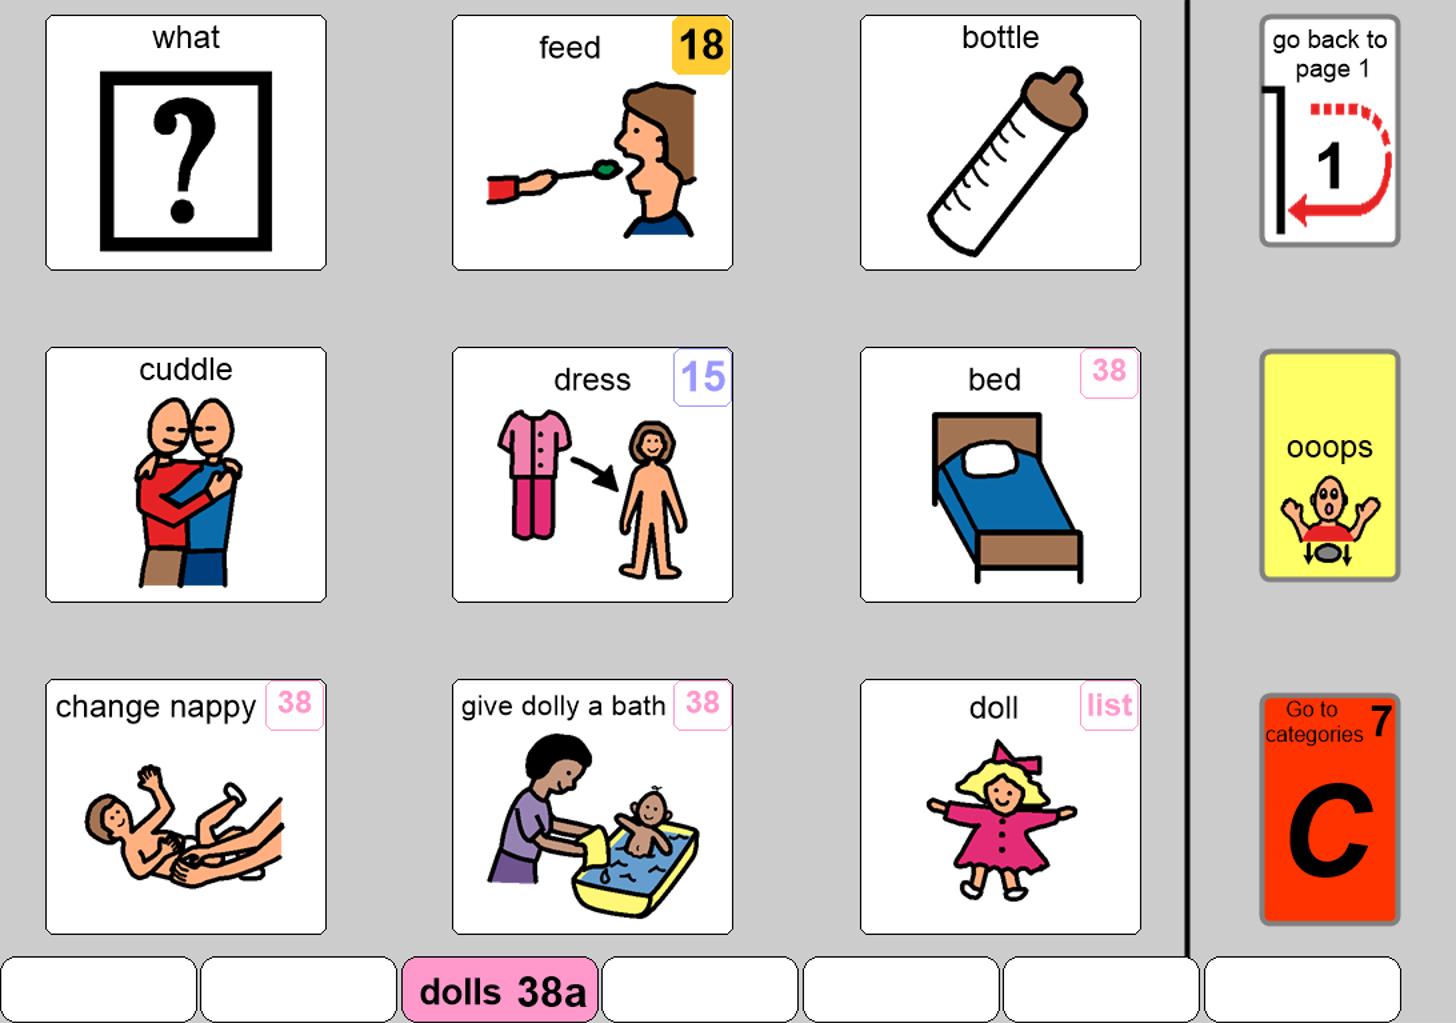 what
?
feed 18
bottle
go back to
page 1
1
cuddle
dress 15
bed 38
ooops
change nappy 38
give dolly a bath 38
doll list
Go to
categories 7
C
dolls 38a